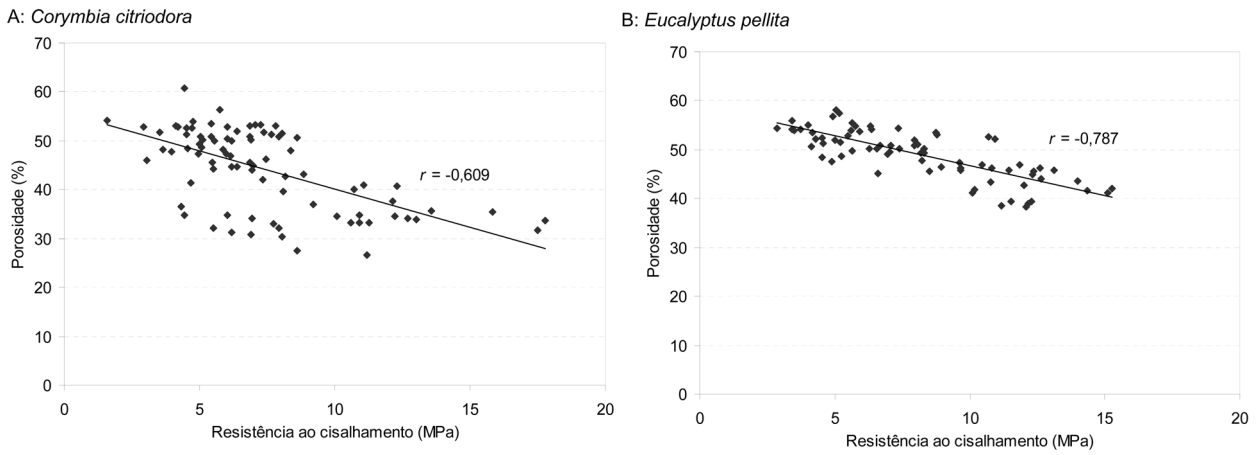 A: Corymbia citriodora
70
60
50
40
30
20
10
0
Porosidade (%)
r = -0,609
0 5 10 15 20
Resistência ao cisalhamento (MPa)
B: Eucalyptus pellita
70
60
50
40
30
20
10
0
Porosidade (%)
r = -0,787
0 5 10 15 20
Resistência ao cisalhamento (MPa)